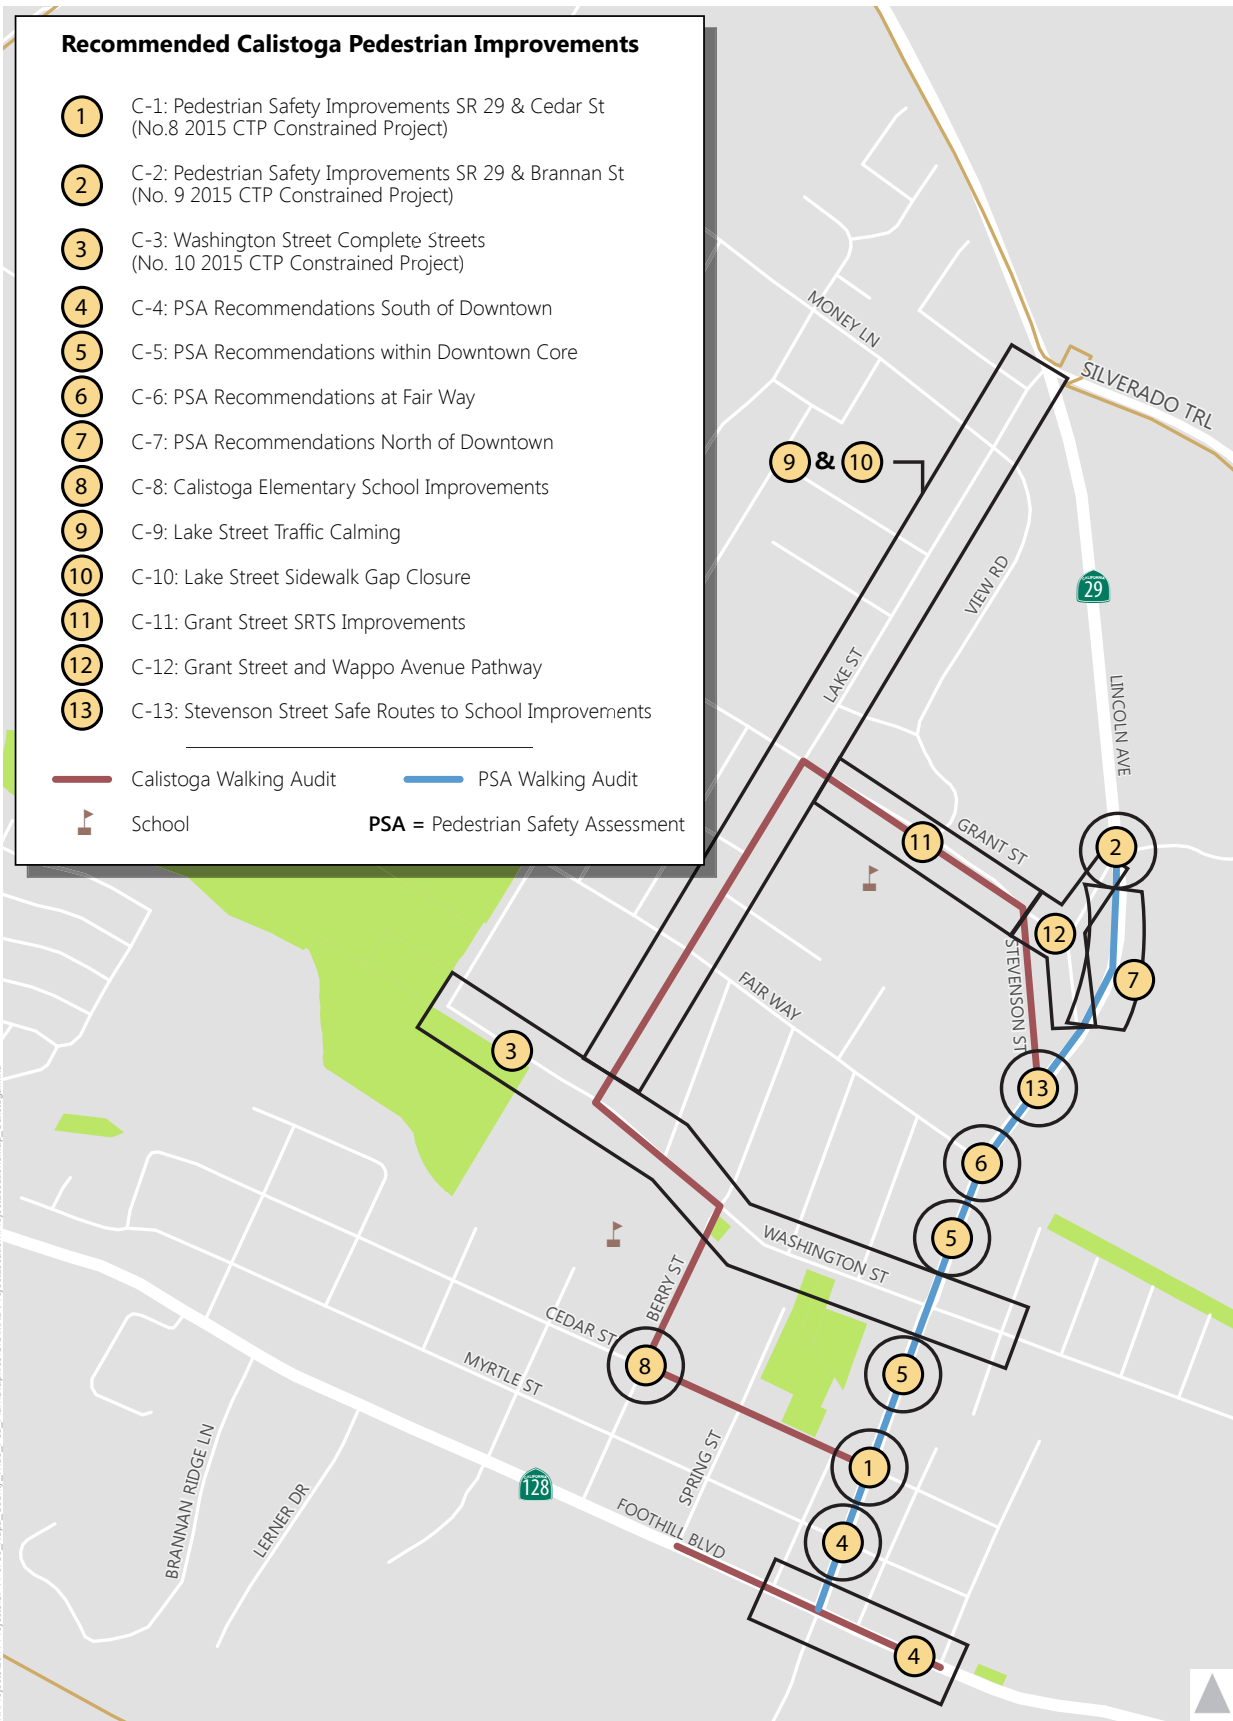 Recommended Calistoga Pedestrian Improvements
1 C-1: Pedestrian Safety Improvements SR 29 & Cedar St
(No.8 2015 CTP Constrained Project)
2 C-2: Pedestrian Safety Improvements SR 29 & Brannan St
(No. 9 2015 CTP Constrained Project)
3 C-3: Washington Street Complete Streets
(No. 10 2015 CTP Constrained Project)
4 C-4: PSA Recommendations South of Downtown
5 C-5: PSA Recommendations within Downtown Core
6 C-6: PSA Recommendations at Fair Way
7 C-7: PSA Recommendations North of Downtown
8 C-8: Calistoga Elementary School Improvements
9 C-9: Lake Street Traffic Calming
10 C-10: Lake Street Sidewalk Gap Closure
11 C-11: Grant Street SRTS Improvements
12 C-12: Grant Street and Wappo Avenue Pathway
13 C-13: Stevenson Street Safe Routes to School Improvements
Calistoga Walking Audit
PSA Walking Audit
School
PSA = Pedestrian Safety Assessment
MONEY LN
SILVERADO TRL
9 & 10
VIEW RD
CALIFORNIA
29
LAKE ST
LINCOLN AVE
GRANT ST
11
2
12
7
STEVENSON ST
FAIR WAY
3
13
6
5
WASHINGTON ST
BERRY ST
CEDAR ST
MYRTLE ST
8
5
1
SPRING ST
BRANNAN RIDGE LN
LERNER DR
CALIFORNIA
128
FOOTHILL BLVD
4
4